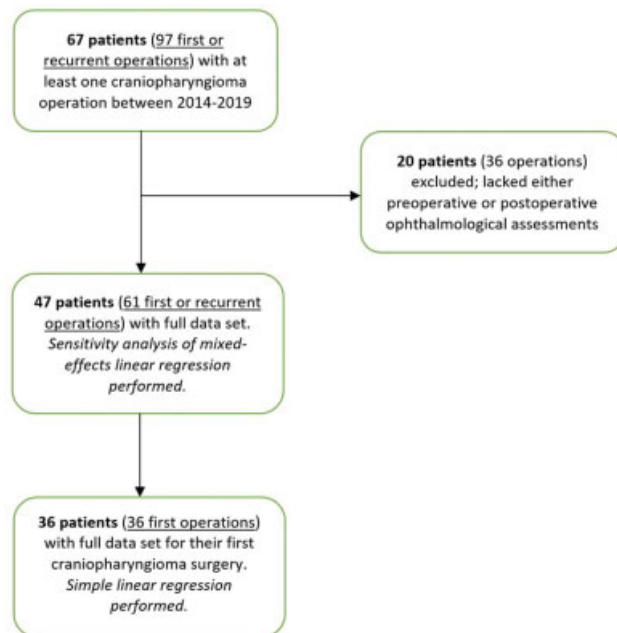 67 patients (97 first or
recurrent operations) with at
least one craniopharyngioma
operation between 2014-2019
20 patients (36 operations)
excluded; lacked either
preoperative or postoperative
ophthalmological assessments
47 patients (61 first or recurrent
operations) with full data set.
Sensitivity analysis of mixed-
effects linear regression
performed.
36 patients (36 first operations)
with full data set for their first
craniopharyngioma surgery.
Simple linear regression
performed.